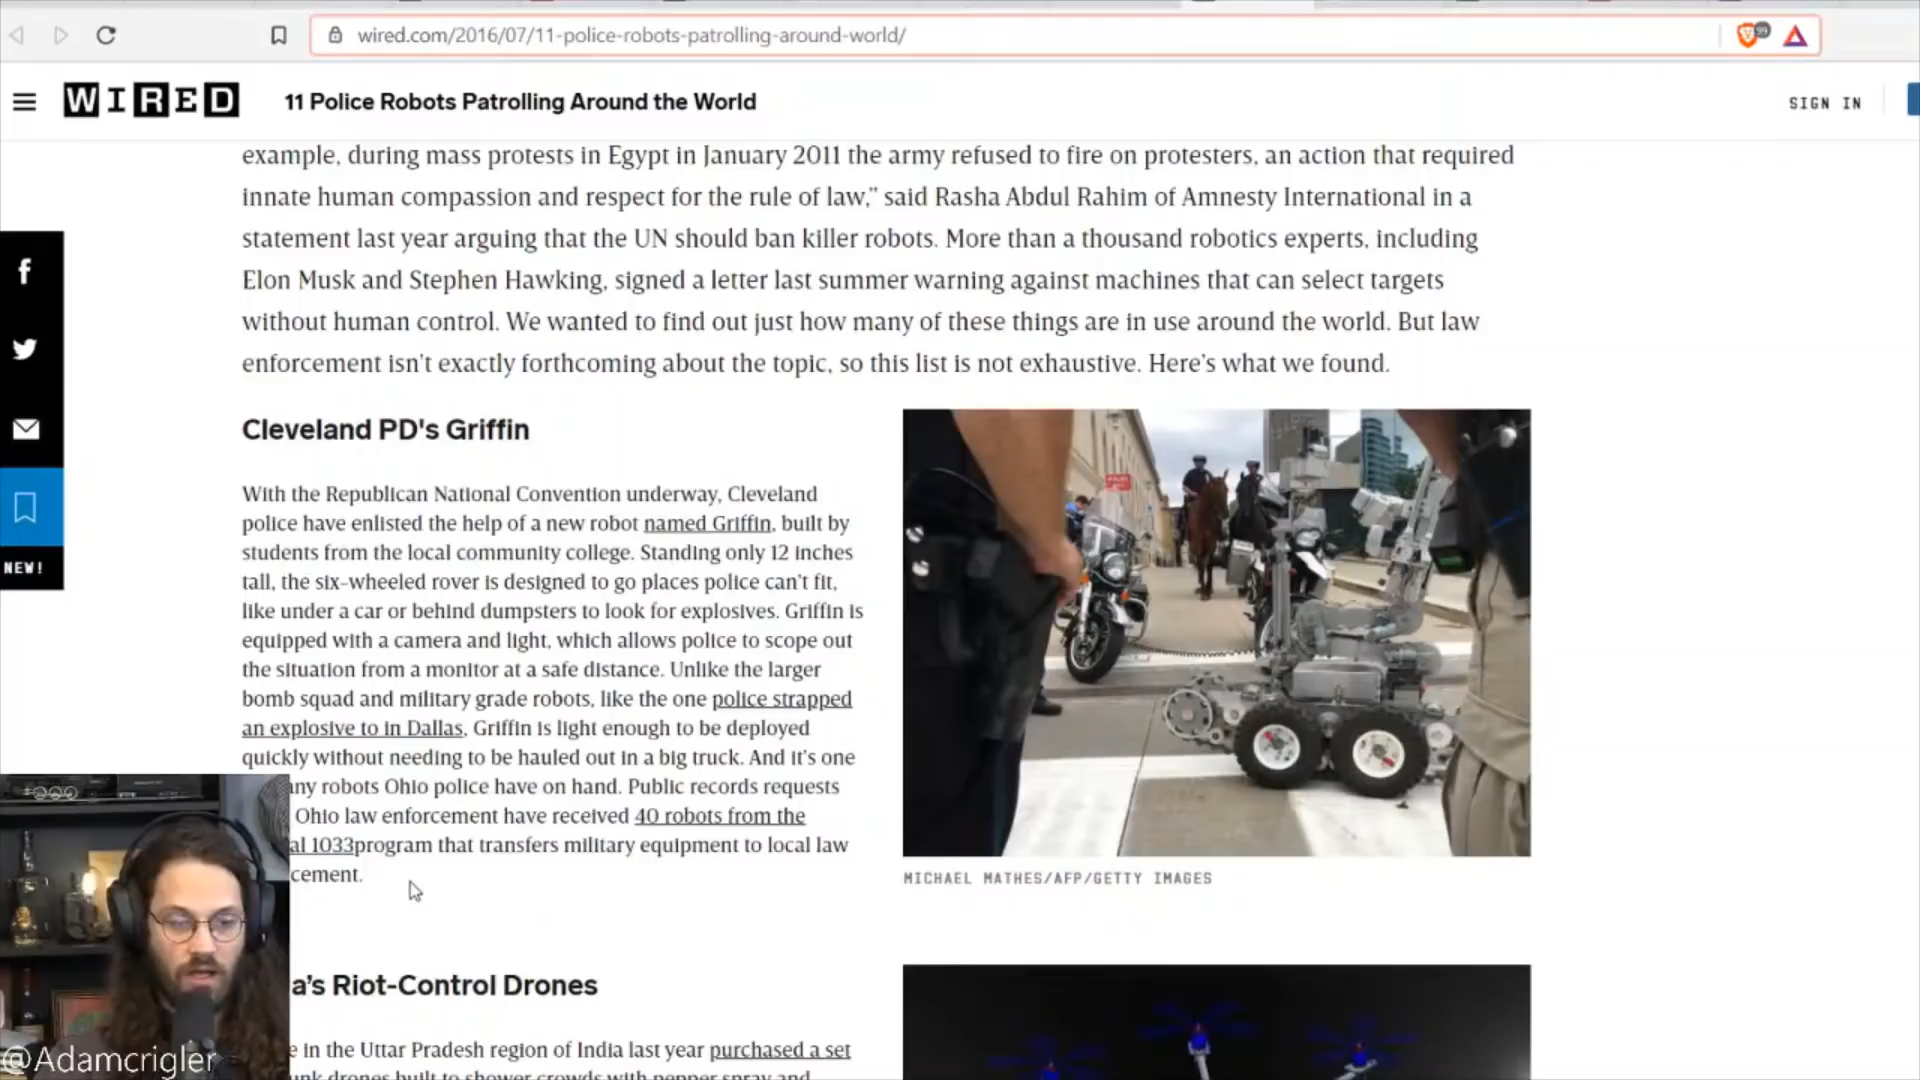 wired.com/2016/07/11-police-robots-patrolling-around-world/
99
WIRED
11 Police Robots Patrolling Around the World
SIGN IN
example, during mass protests in Egypt in January 2011 the army refused to fire on protesters, an action that required
innate human compassion and respect for the rule of law,” said Rasha Abdul Rahim of Amnesty International in a
statement last year arguing that the UN should ban killer robots. More than a thousand robotics experts, including
Elon Musk and Stephen Hawking, signed a letter last summer warning against machines that can select targets
without human control. We wanted to find out just how many of these things are in use around the world. But law
enforcement isn’t exactly forthcoming about the topic, so this list is not exhaustive. Here’s what we found.
NEW!
Cleveland PD's Griffin
With the Republican National Convention underway, Cleveland
police have enlisted the help of a new robot named Griffin, built by
students from the local community college. Standing only 12 inches
tall, the six-wheeled rover is designed to go places police can’t fit,
like under a car or behind dumpsters to look for explosives. Griffin is
equipped with a camera and light, which allows police to scope out
the situation from a monitor at a safe distance. Unlike the larger
bomb squad and military grade robots, like the one police strapped
an explosive to in Dallas, Griffin is light enough to be deployed
quickly without needing to be hauled out in a big truck. And it’s one
ny robots Ohio police have on hand. Public records requests
Ohio law enforcement have received 40 robots from the
al 1033program that transfers military equipment to local law
cement.
MICHAEL MATHES/AFP/GETTY IMAGES
a’s Riot-Control Drones
e in the Uttar Pradesh region of India last year purchased a set
unk drones built to shower crowds with pepper spray and
@Adamcrigler